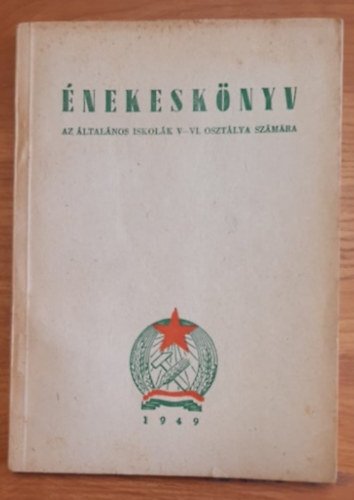 ÉNEKESKÖNYV
AZ ÁLTALÁNOS ISKOLÁK V—VI. OSZTÁLYA SZÁMÁRA
1949